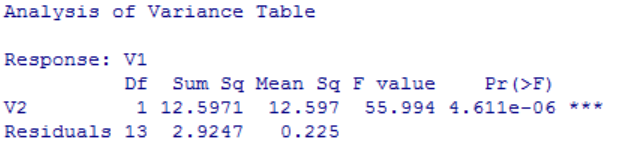 Analysis of Variance Table
Response: V1
Df Sum Sq Mean Sq F value Pr(>F)
V2 1 12.5971 12.597 55.994 4.611e-06 ***
Residuals 13 2.9247 0.225